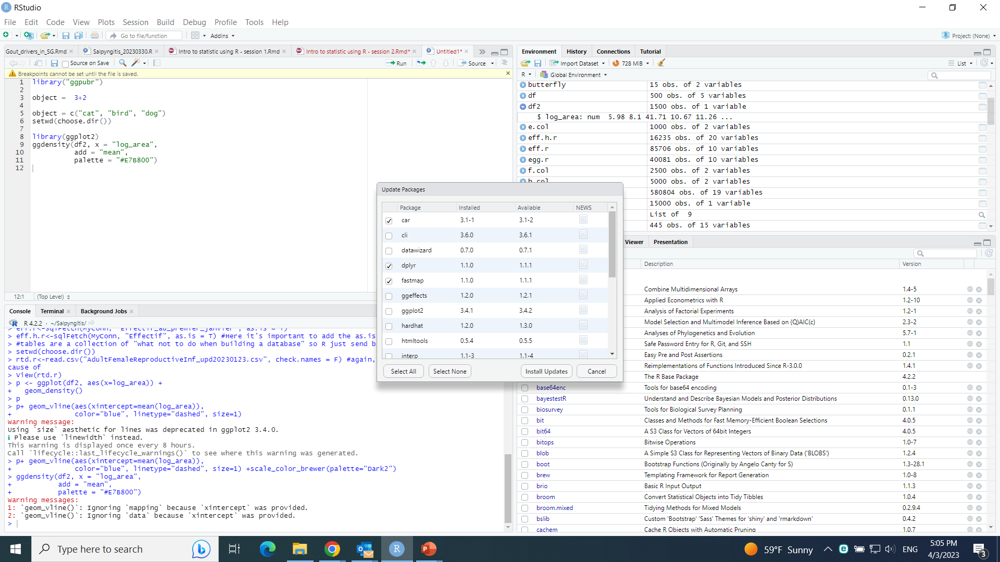 RStudio
File Edit Code View Plots Session Build Debug Profile Tools Help
Go to file/function Addins Project: (None)
Gout_drivers_in_SG.Rmd Salpyngitis_20230330.R Intro to statistic using R - session 1.Rmd Intro to statistic using R - session 2.Rmd* Untitled1*
Source on Save Run Source
Breakpoints cannot be set until the file is saved.
1 library("ggpubr")
2
3 object = 3+2
4
5 object = c("cat", "bird", "dog")
6 setwd(choose.dir())
7
8 library(ggplot2)
9 ggdensity(df2, x = "log_area",
10 add = "mean",
11 palette = "#E7B800")
12
12:1 (Top Level)
Console Terminal Background Jobs
R 4.2.2 · ~/Salpyngitis/
> eff.r<-sqlFetch(MyConn, "Effectif_au_premier_janvier", as.is = T)
> eff.h.r<-sqlFetch(MyConn, "Effectif", as.is = T) #Here it's important to add the as.is
> #tables are a collection of "what not to do when building a database" so R just send b
> setwd(choose.dir())
> rtd.r<-read.csv("AdultFemaleReproductiveInf_upd20230123.csv", check.names = F) #again,
cause of
> View(rtd.r)
> p <- ggplot(df2, aes(x=log_area)) +
+ geom_density()
> p
> p+ geom_vline(aes(xintercept=mean(log_area)),
+ color="blue", linetype="dashed", size=1)
Warning message:
Using `size` aesthetic for lines was deprecated in ggplot2 3.4.0.
i Please use `linewidth` instead.
This warning is displayed once every 8 hours.
Call `lifecycle::last_lifecycle_warnings()` to see where this warning was generated.
> p+ geom_vline(aes(xintercept=mean(log_area)),
+ color="blue", linetype="dashed", size=1) +scale_color_brewer(palette="Dark2")
> ggdensity(df2, x = "log_area",
+ add = "mean",
+ palette = "#E7B800")
Warning messages:
1: `geom_vline()`: Ignoring `mapping` because `xintercept` was provided.
2: `geom_vline()`: Ignoring `data` because `xintercept` was provided.
>
Environment History Connections Tutorial
Import Dataset 728 MiB List
R Global Environment
butterfly 15 obs. of 2 variables
df 500 obs. of 5 variables
df2 1500 obs. of 1 variable
$ log_area: num 5.98 8.1 41.71 10.67 11.26 ...
e.col 1000 obs. of 2 variables
eff.h.r 16235 obs. of 20 variables
eff.r 85706 obs. of 10 variables
egg.r 40081 obs. of 10 variables
f.col 2500 obs. of 2 variables
h.col 5000 obs. of 2 variables
580804 obs. of 19 variables
15000 obs. of 1 variable
List of 9
445 obs. of 15 variables
Update Packages
Package Installed Available NEWS
car 3.1-1 3.1-2
cli 3.6.0 3.6.1
datawizard 0.7.0 0.7.1
dplyr 1.1.0 1.1.1
fastmap 1.1.0 1.1.1
ggeffects 1.2.0 1.2.1
ggplot2 3.4.1 3.4.2
hardhat 1.2.0 1.3.0
htmltools 0.5.4 0.5.5
interp 1.1-3 1.1-4
Select All Select None Install Updates Cancel
Viewer Presentation
Description Version
Combine Multidimensional Arrays 1.4-5
Applied Econometrics with R 1.2-10
Analysis of Factorial Experiments 1.2-1
Model Selection and Multimodel Inference Based on (Q)AIC(c) 2.3-2
Analyses of Phylogenetics and Evolution 5.7-1
Safe Password Entry for R, Git, and SSH 1.1
Easy Pre and Post Assertions 0.2.1
Reimplementations of Functions Introduced Since R-3.0.0 1.4.1
The R Base Package 4.2.2
base64enc Tools for base64 encoding 0.1-3
bayestestR Understand and Describe Bayesian Models and Posterior Distributions 0.13.0
biosurvey Tools for Biological Survey Planning 0.1.1
bit Classes and Methods for Fast Memory-Efficient Boolean Selections 4.0.5
bit64 A S3 Class for Vectors of 64bit Integers 4.0.5
bitops Bitwise Operations 1.0-7
blob A Simple S3 Class for Representing Vectors of Binary Data ('BLOBS') 1.2.4
boot Bootstrap Functions (Originally by Angelo Canty for S) 1.3-28.1
brew Templating Framework for Report Generation 1.0-8
brio Basic R Input Output 1.1.3
broom Convert Statistical Objects into Tidy Tibbles 1.0.4
broom.mixed Tidying Methods for Mixed Models 0.2.9.4
bslib Custom 'Bootstrap' 'Sass' Themes for 'shiny' and 'rmarkdown' 0.4.2
cachem Cache R Objects with Automatic Pruning 1.0.7
Type here to search 59°F Sunny ENG 5:05 PM
4/3/2023 3